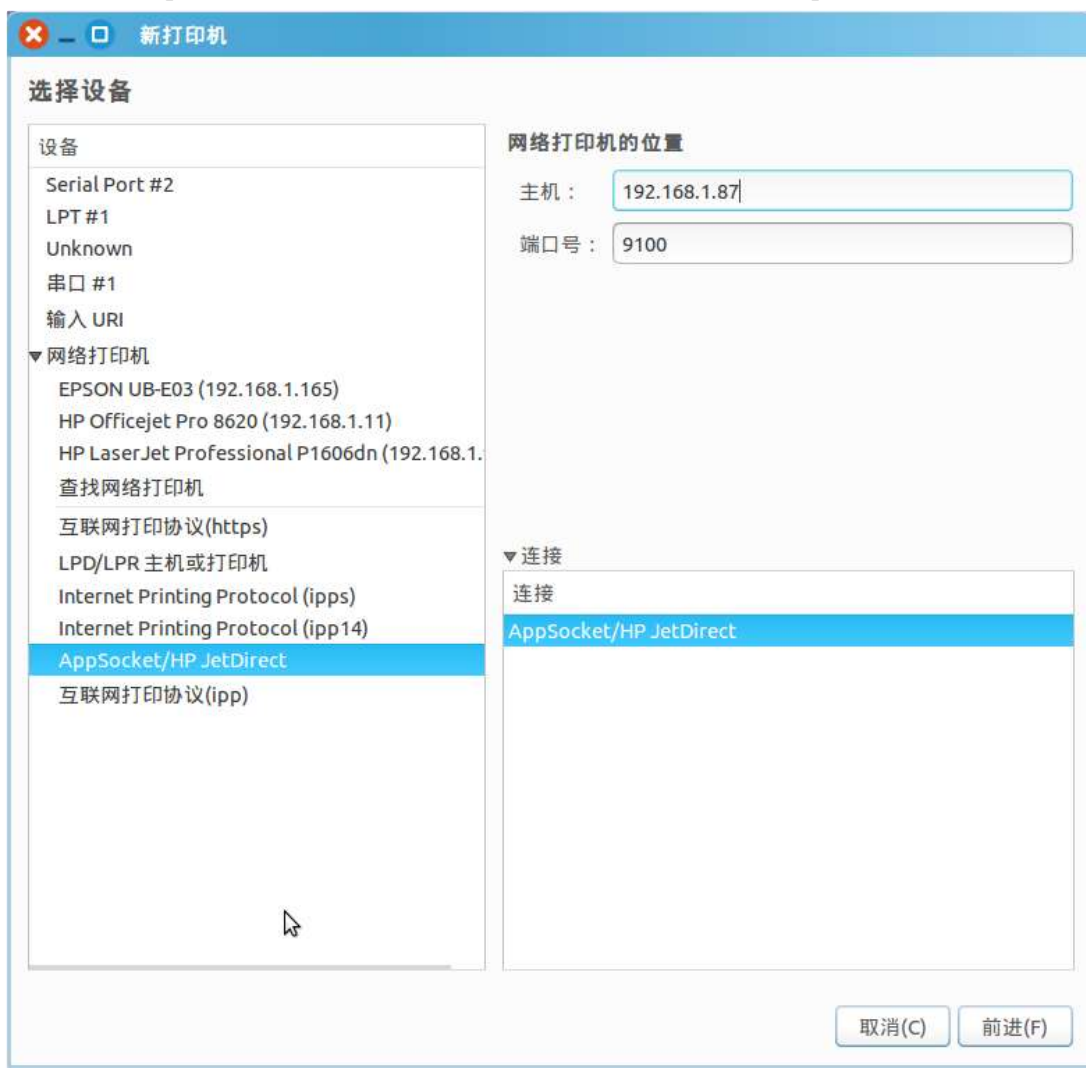 新打印机
选择设备
设备
Serial Port #2
LPT #1
Unknown
串口 #1
输入 URI
网络打印机
EPSON UB-E03 (192.168.1.165)
HP Officejet Pro 8620 (192.168.1.11)
HP LaserJet Professional P1606dn (192.168.1.
查找网络打印机
互联网打印协议(https)
LPD/LPR 主机或打印机
Internet Printing Protocol (ipps)
Internet Printing Protocol (ipp14)
AppSocket/HP JetDirect
互联网打印协议(ipp)
网络打印机的位置
主机： 192.168.1.87
端口号： 9100
连接
连接
AppSocket/HP JetDirect
取消(C) 前进(F)